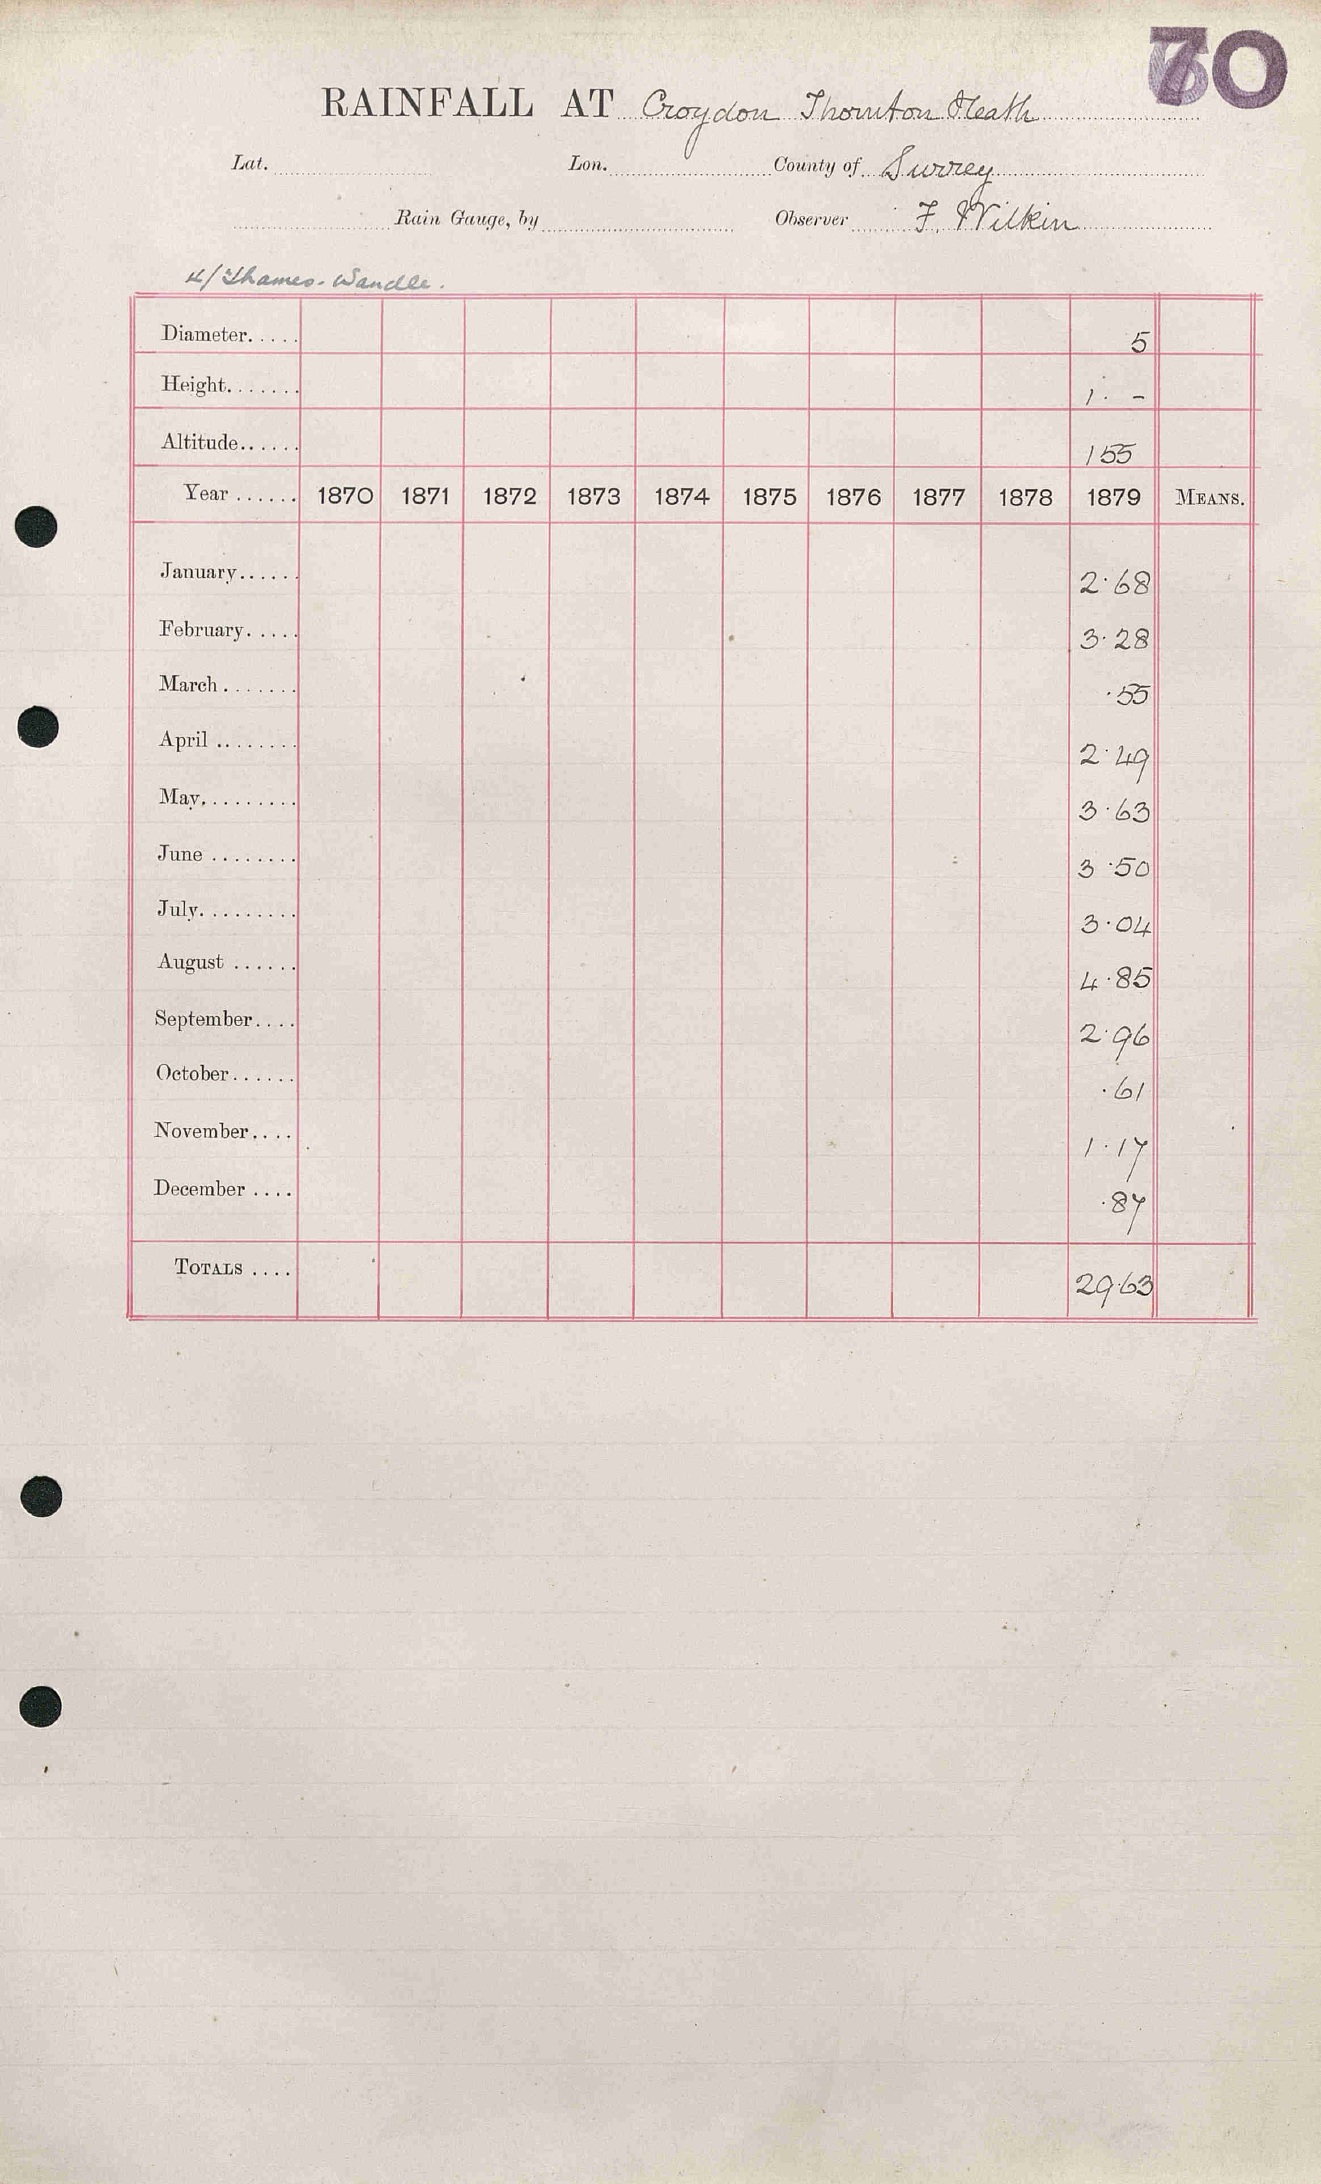 70
RAINFALL AT Croydon Thornton Heath
Lat. Lon. County of Surrey
Rain Gauge, by Observer F. Wilkin
4/Thames-Wandle.
Diameter..... 5
Height....... 1· -
Altitude...... 155
Year ...... 1870 1871 1872 1873 1874 1875 1876 1877 1878 1879 MEANS.
January...... 2·68
February..... 3·28
March....... ·55
April ........ 2·49
May......... 3·63
June ........ 3·50
July......... 3·04
August ...... 4·85
September.... 2·96
October...... ·61
November.... 1·17
December .... ·87
TOTALS .... 29·63